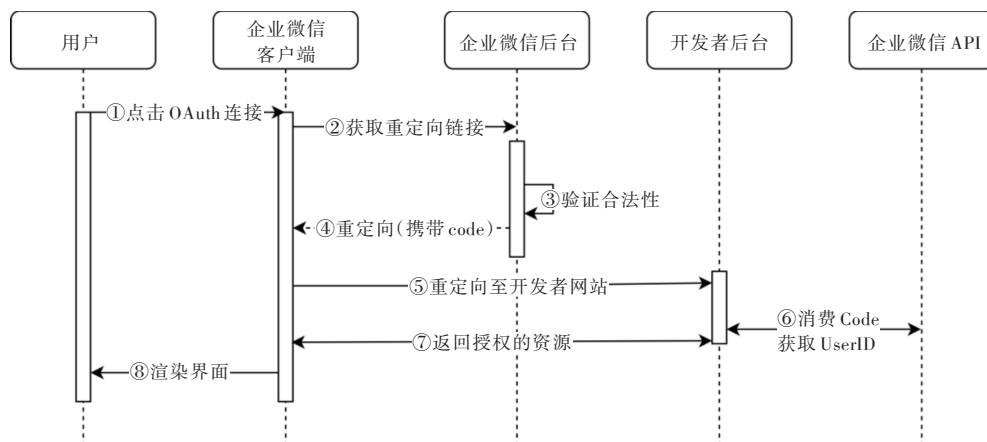 用户
企业微信
客户端
企业微信后台
开发者后台
企业微信 API
①点击 OAuth 连接
②获取重定向链接
③验证合法性
④重定向(携带 code)
⑤重定向至开发者网站
⑥消费 Code
获取 UserID
⑦返回授权的资源
⑧渲染界面